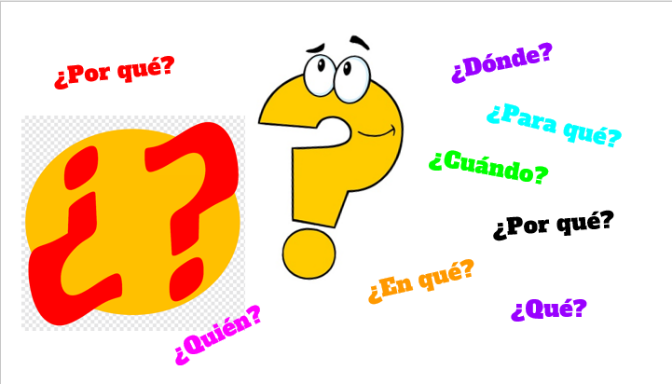 ¿Por qué?
¿Dónde?
¿Para qué?
¿Cuándo?
¿ ?
¿Por qué?
¿En qué?
¿Qué?
¿Quién?